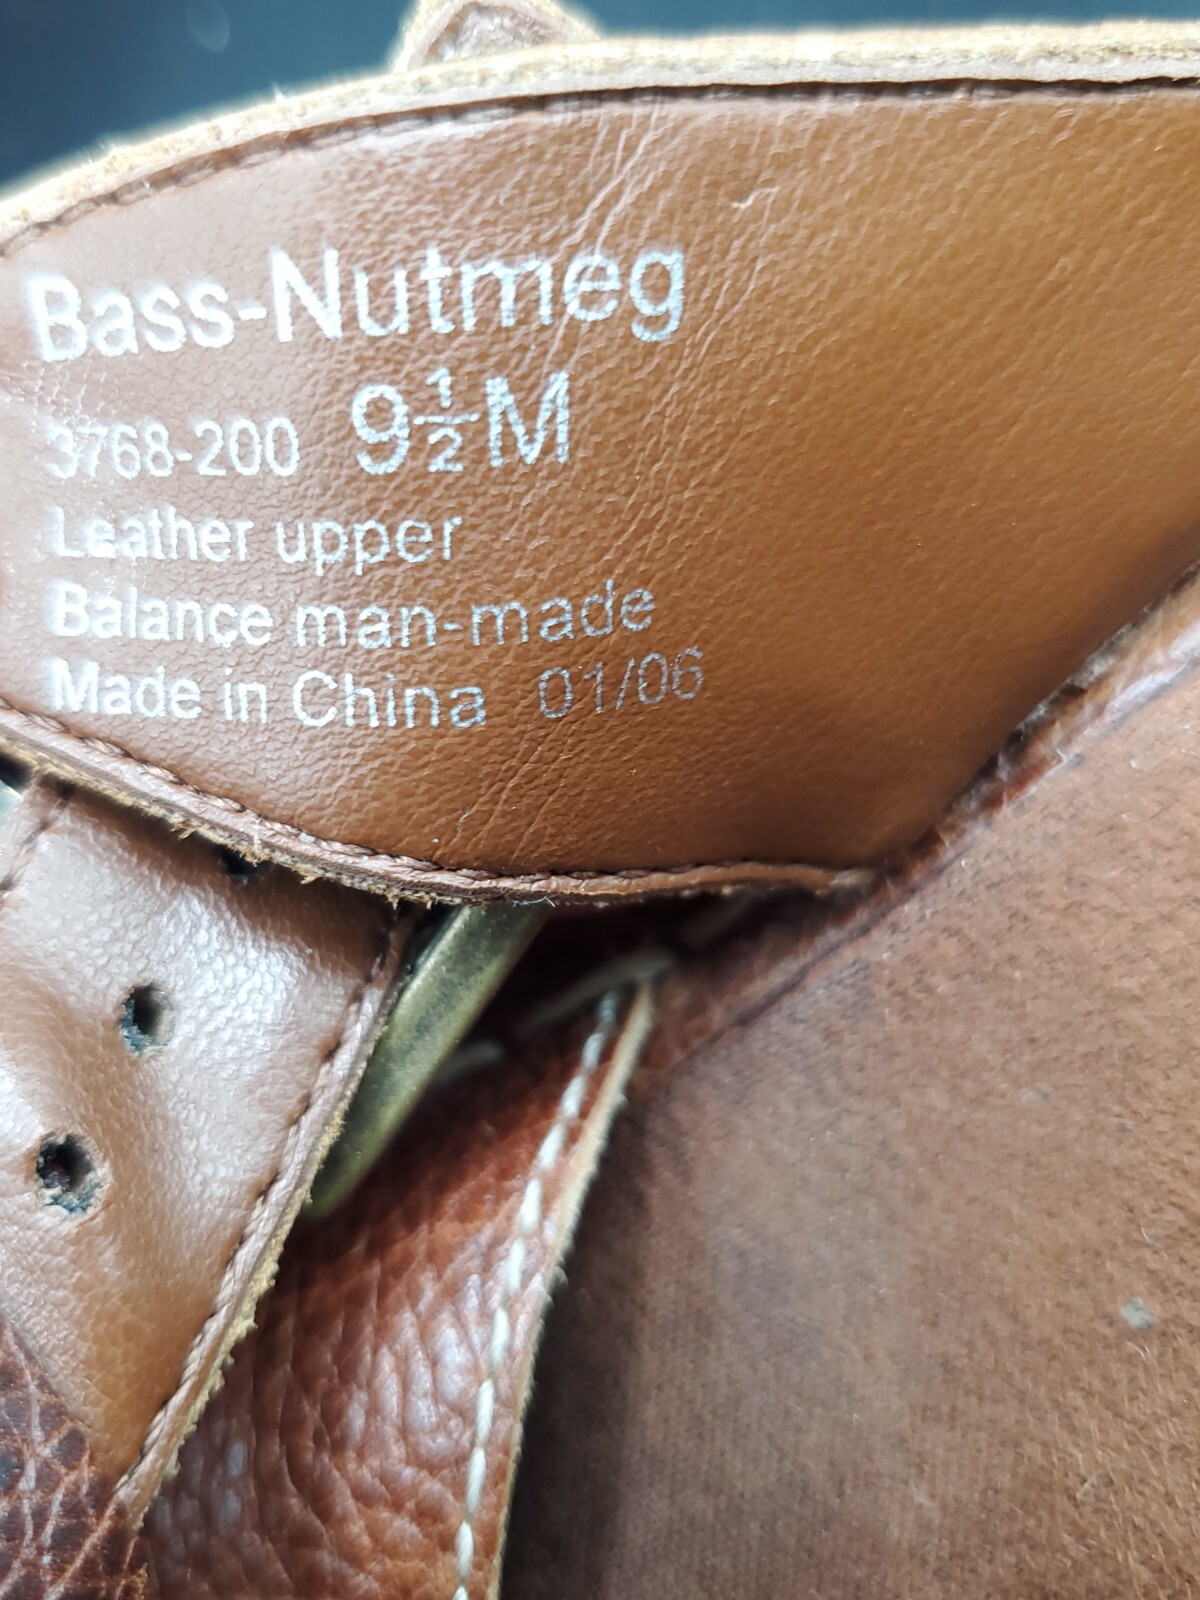 Bass-Nutmeg
3768-200 9½M
Leather upper
Balance man-made
Made in China 01/06